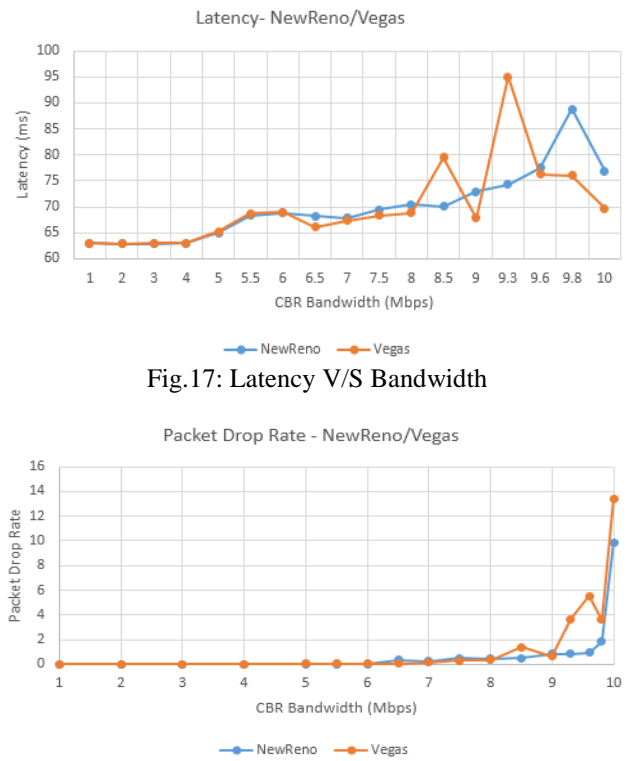 Latency- NewReno/Vegas
100
95
90
85
80
75
70
65
60
Latency (ms)
1 2 3 4 5 5.5 6 6.5 7 7.5 8 8.5 9 9.3 9.6 9.8 10
CBR Bandwidth (Mbps)
NewReno Vegas
Fig.17: Latency V/S Bandwidth
Packet Drop Rate - NewReno/Vegas
16
14
12
10
8
6
4
2
0
Packet Drop Rate
1 2 3 4 5 6 7 8 9 10
CBR Bandwidth (Mbps)
NewReno Vegas